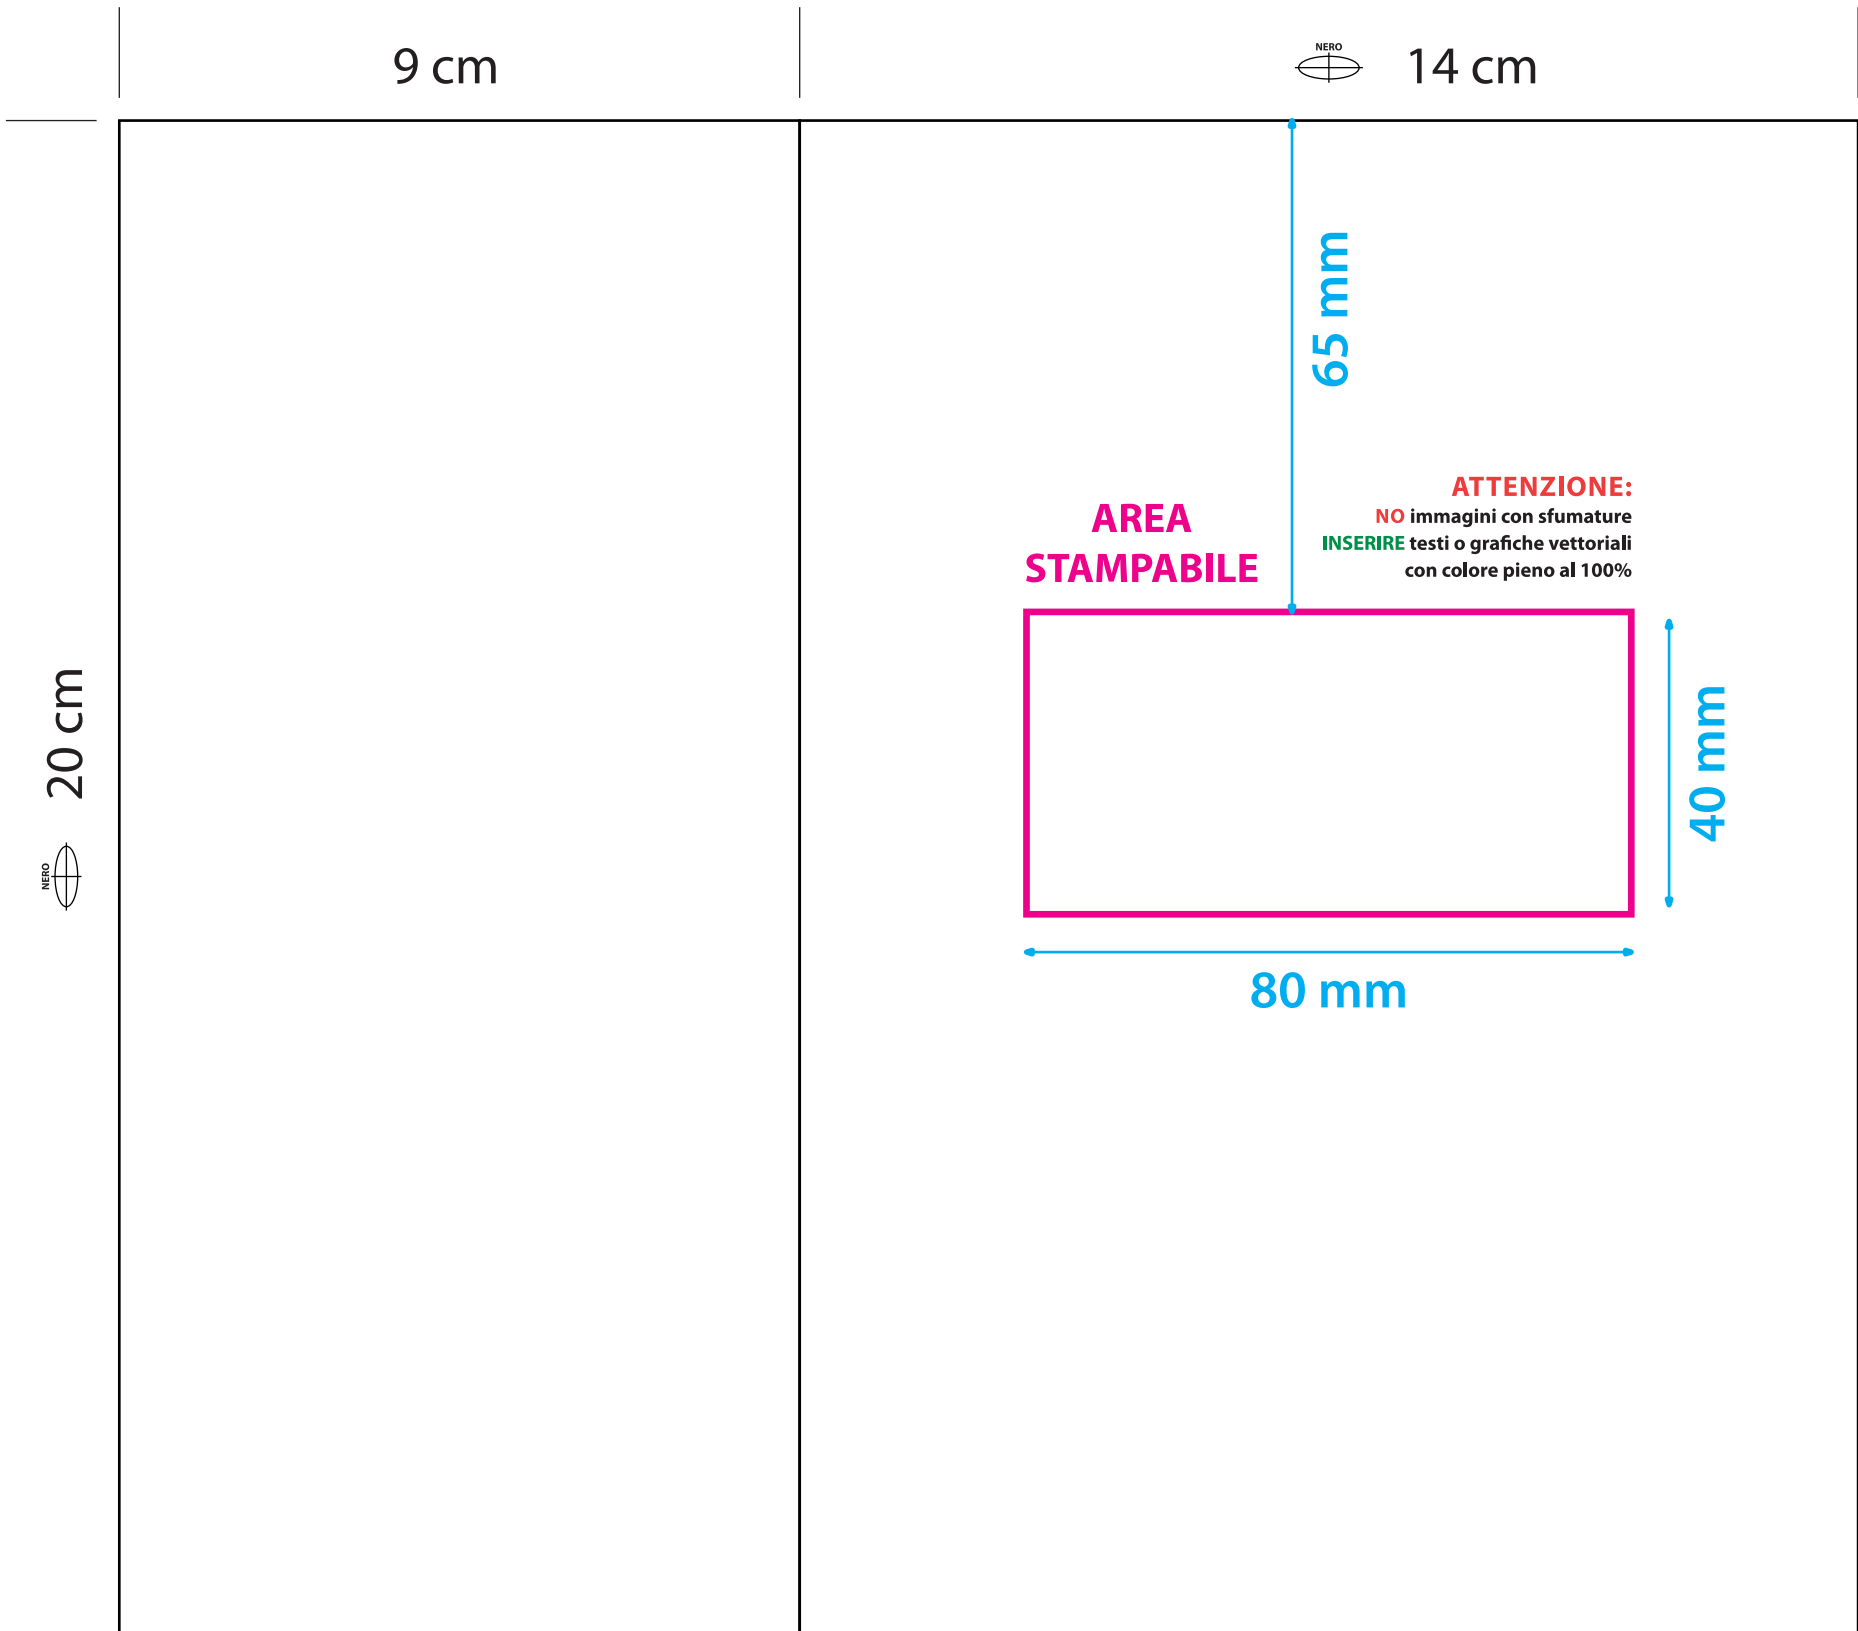 9 cm
NERO
14 cm
65 mm
ATTENZIONE:
NO immagini con sfumature
INSERIRE testi o grafiche vettoriali
con colore pieno al 100%
AREA
STAMPABILE
20 cm
NERO
40 mm
80 mm